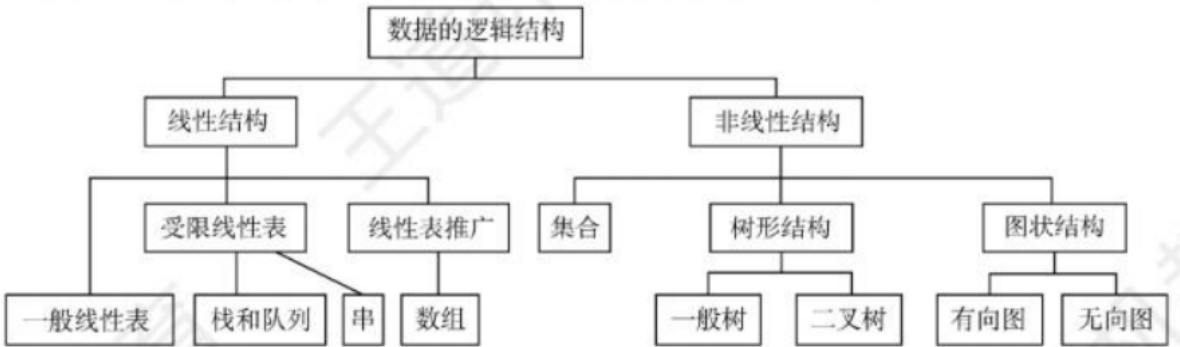 数据的逻辑结构
线性结构
非线性结构
受限线性表
线性表推广
集合
树形结构
图状结构
一般线性表
栈和队列
串
数组
一般树
二叉树
有向图
无向图
王道